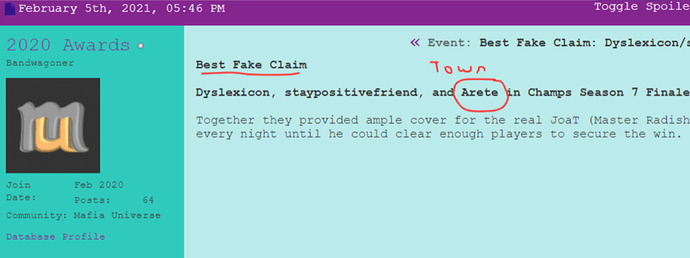 February 5th, 2021, 05:46 PM Toggle Spoile
2020 Awards
Bandwagoner
mu
Join Date: Feb 2020
Posts: 64
Community: Mafia Universe
Database Profile
« Event: Best Fake Claim: Dyslexicon/s
Best Fake Claim
Town
Dyslexicon, staypositivefriend, and Arete in Champs Season 7 Finale
Together they provided ample cover for the real JoaT (Master Radish
every night until he could clear enough players to secure the win.